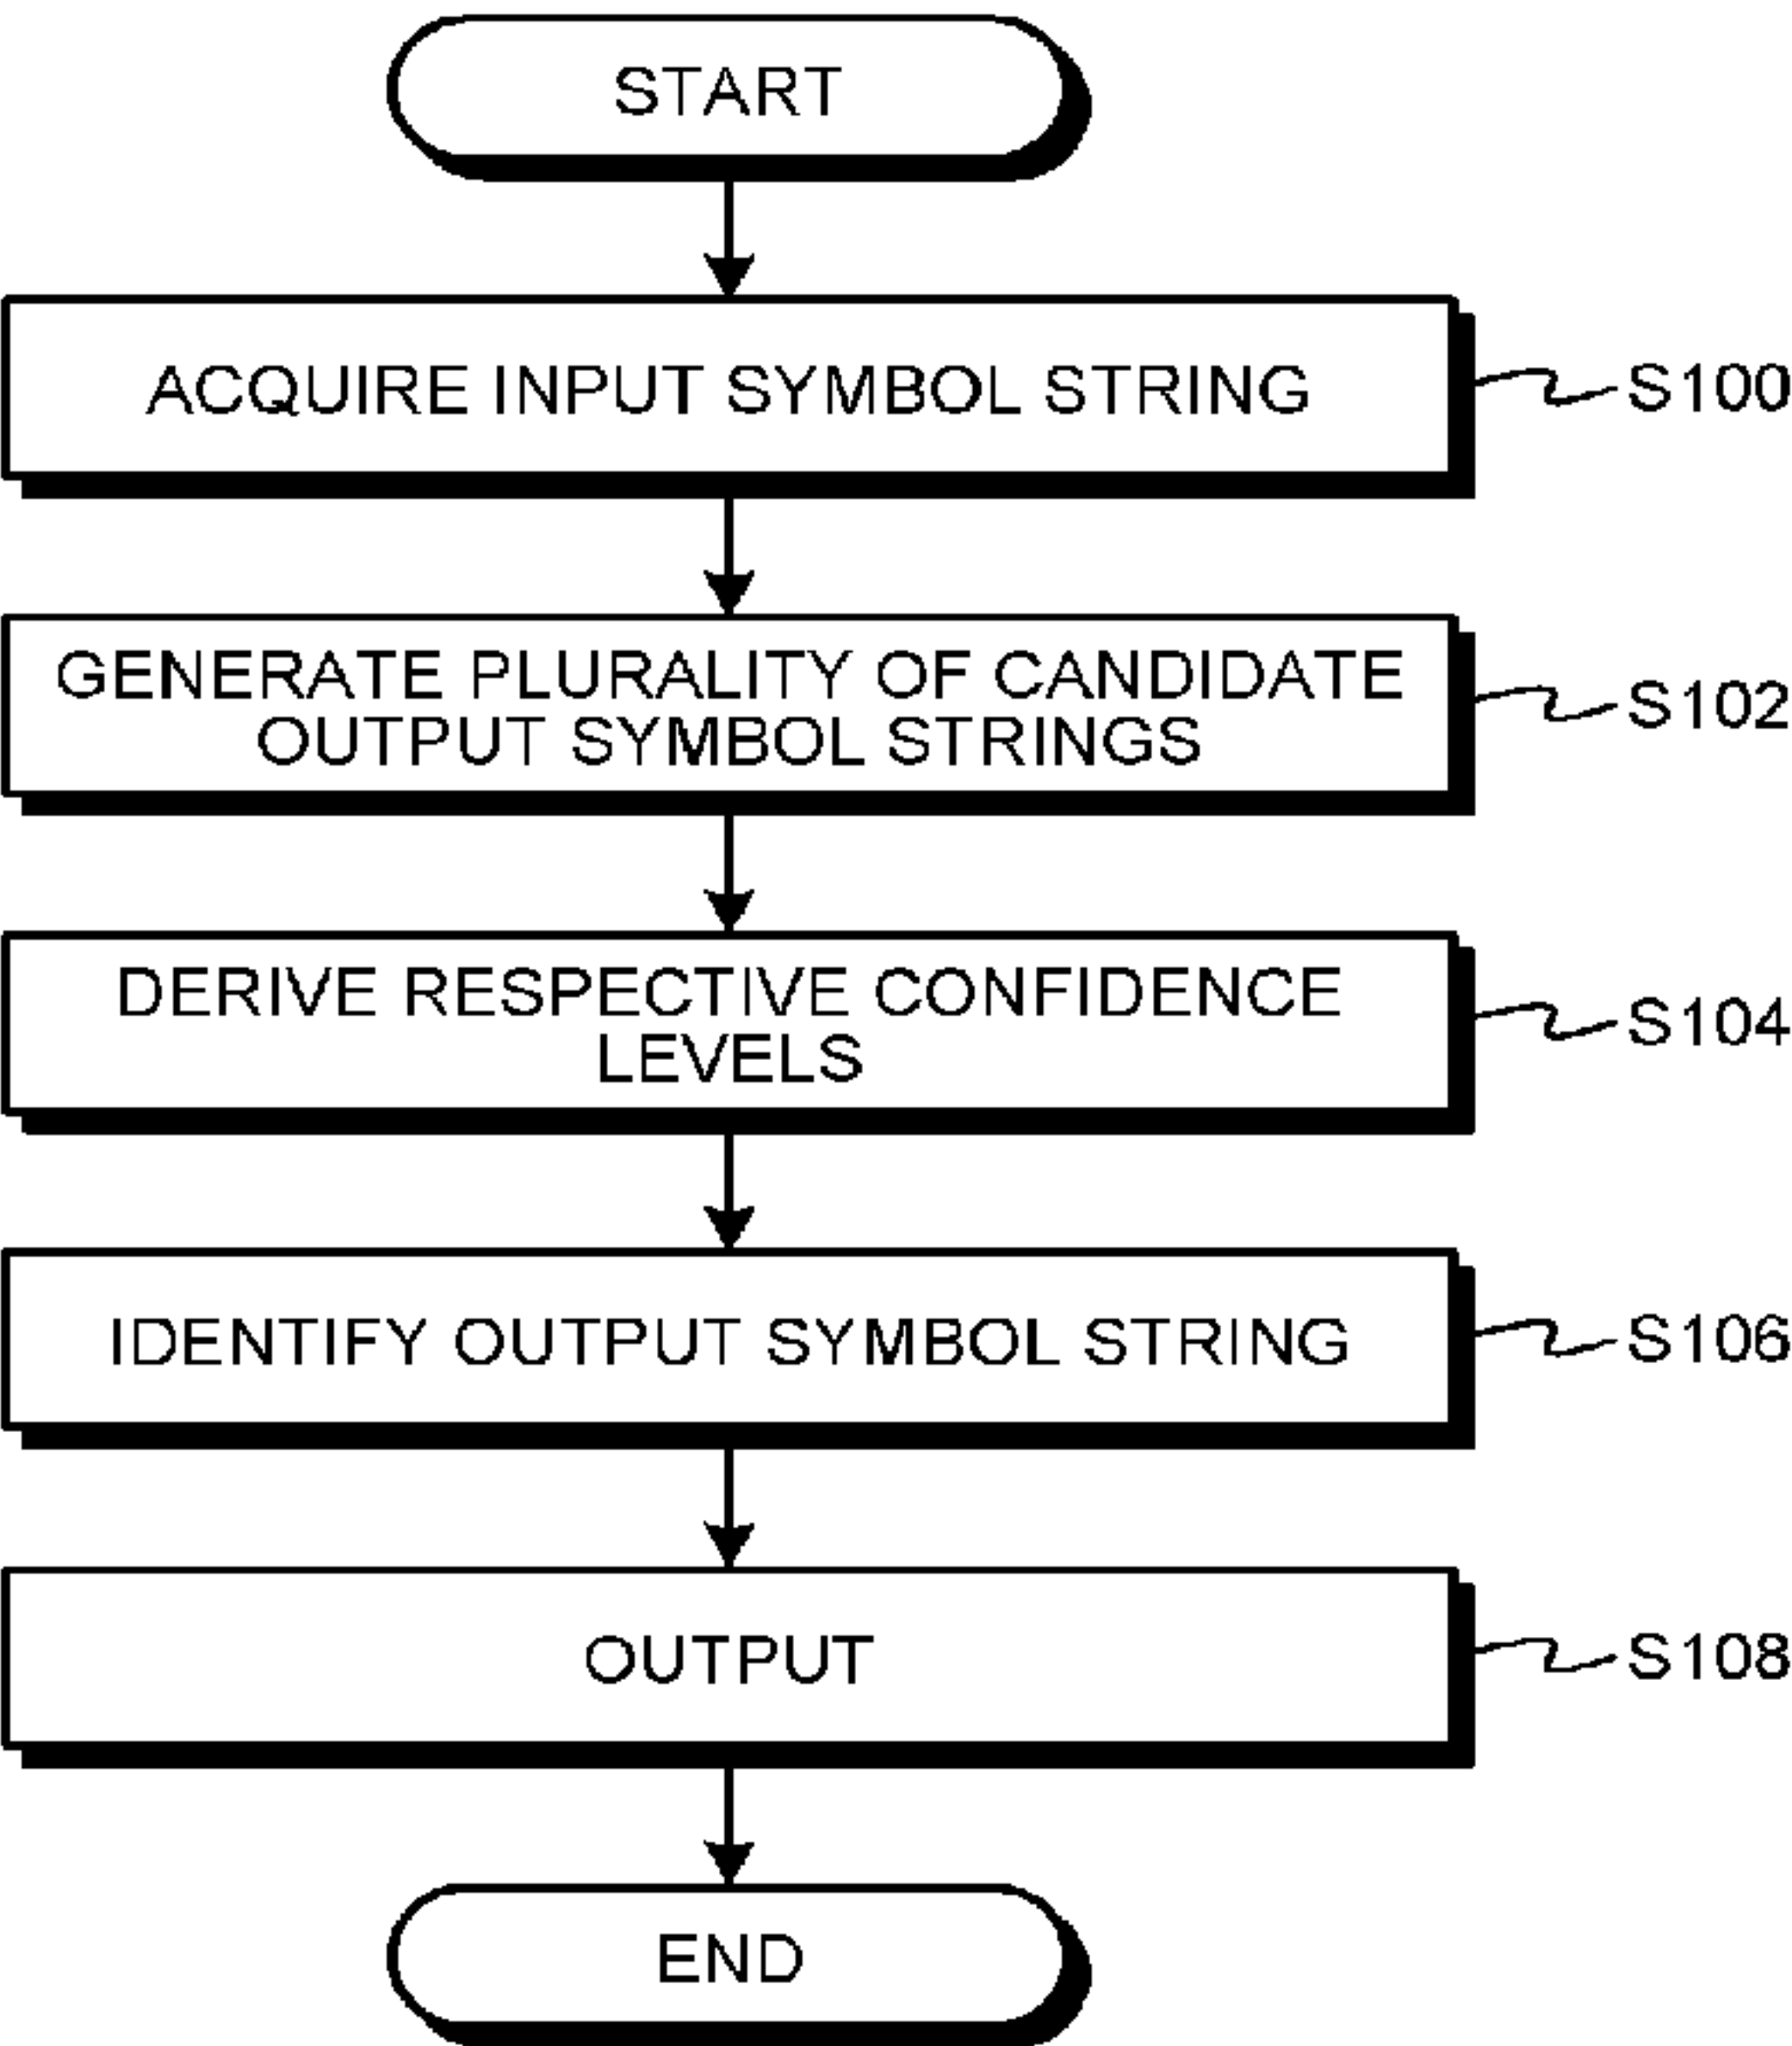 START
ACQUIRE INPUT SYMBOL STRING
S100
GENERATE PLURALITY OF CANDIDATE
OUTPUT SYMBOL STRINGS
S102
DERIVE RESPECTIVE CONFIDENCE
LEVELS
S104
IDENTIFY OUTPUT SYMBOL STRING
S106
OUTPUT
S108
END